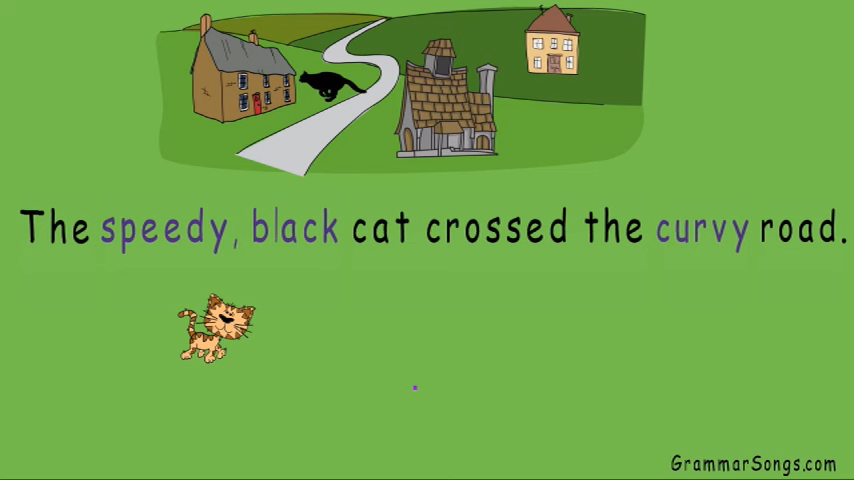 The speedy, black cat crossed the curvy road.
GrammarSongs.com